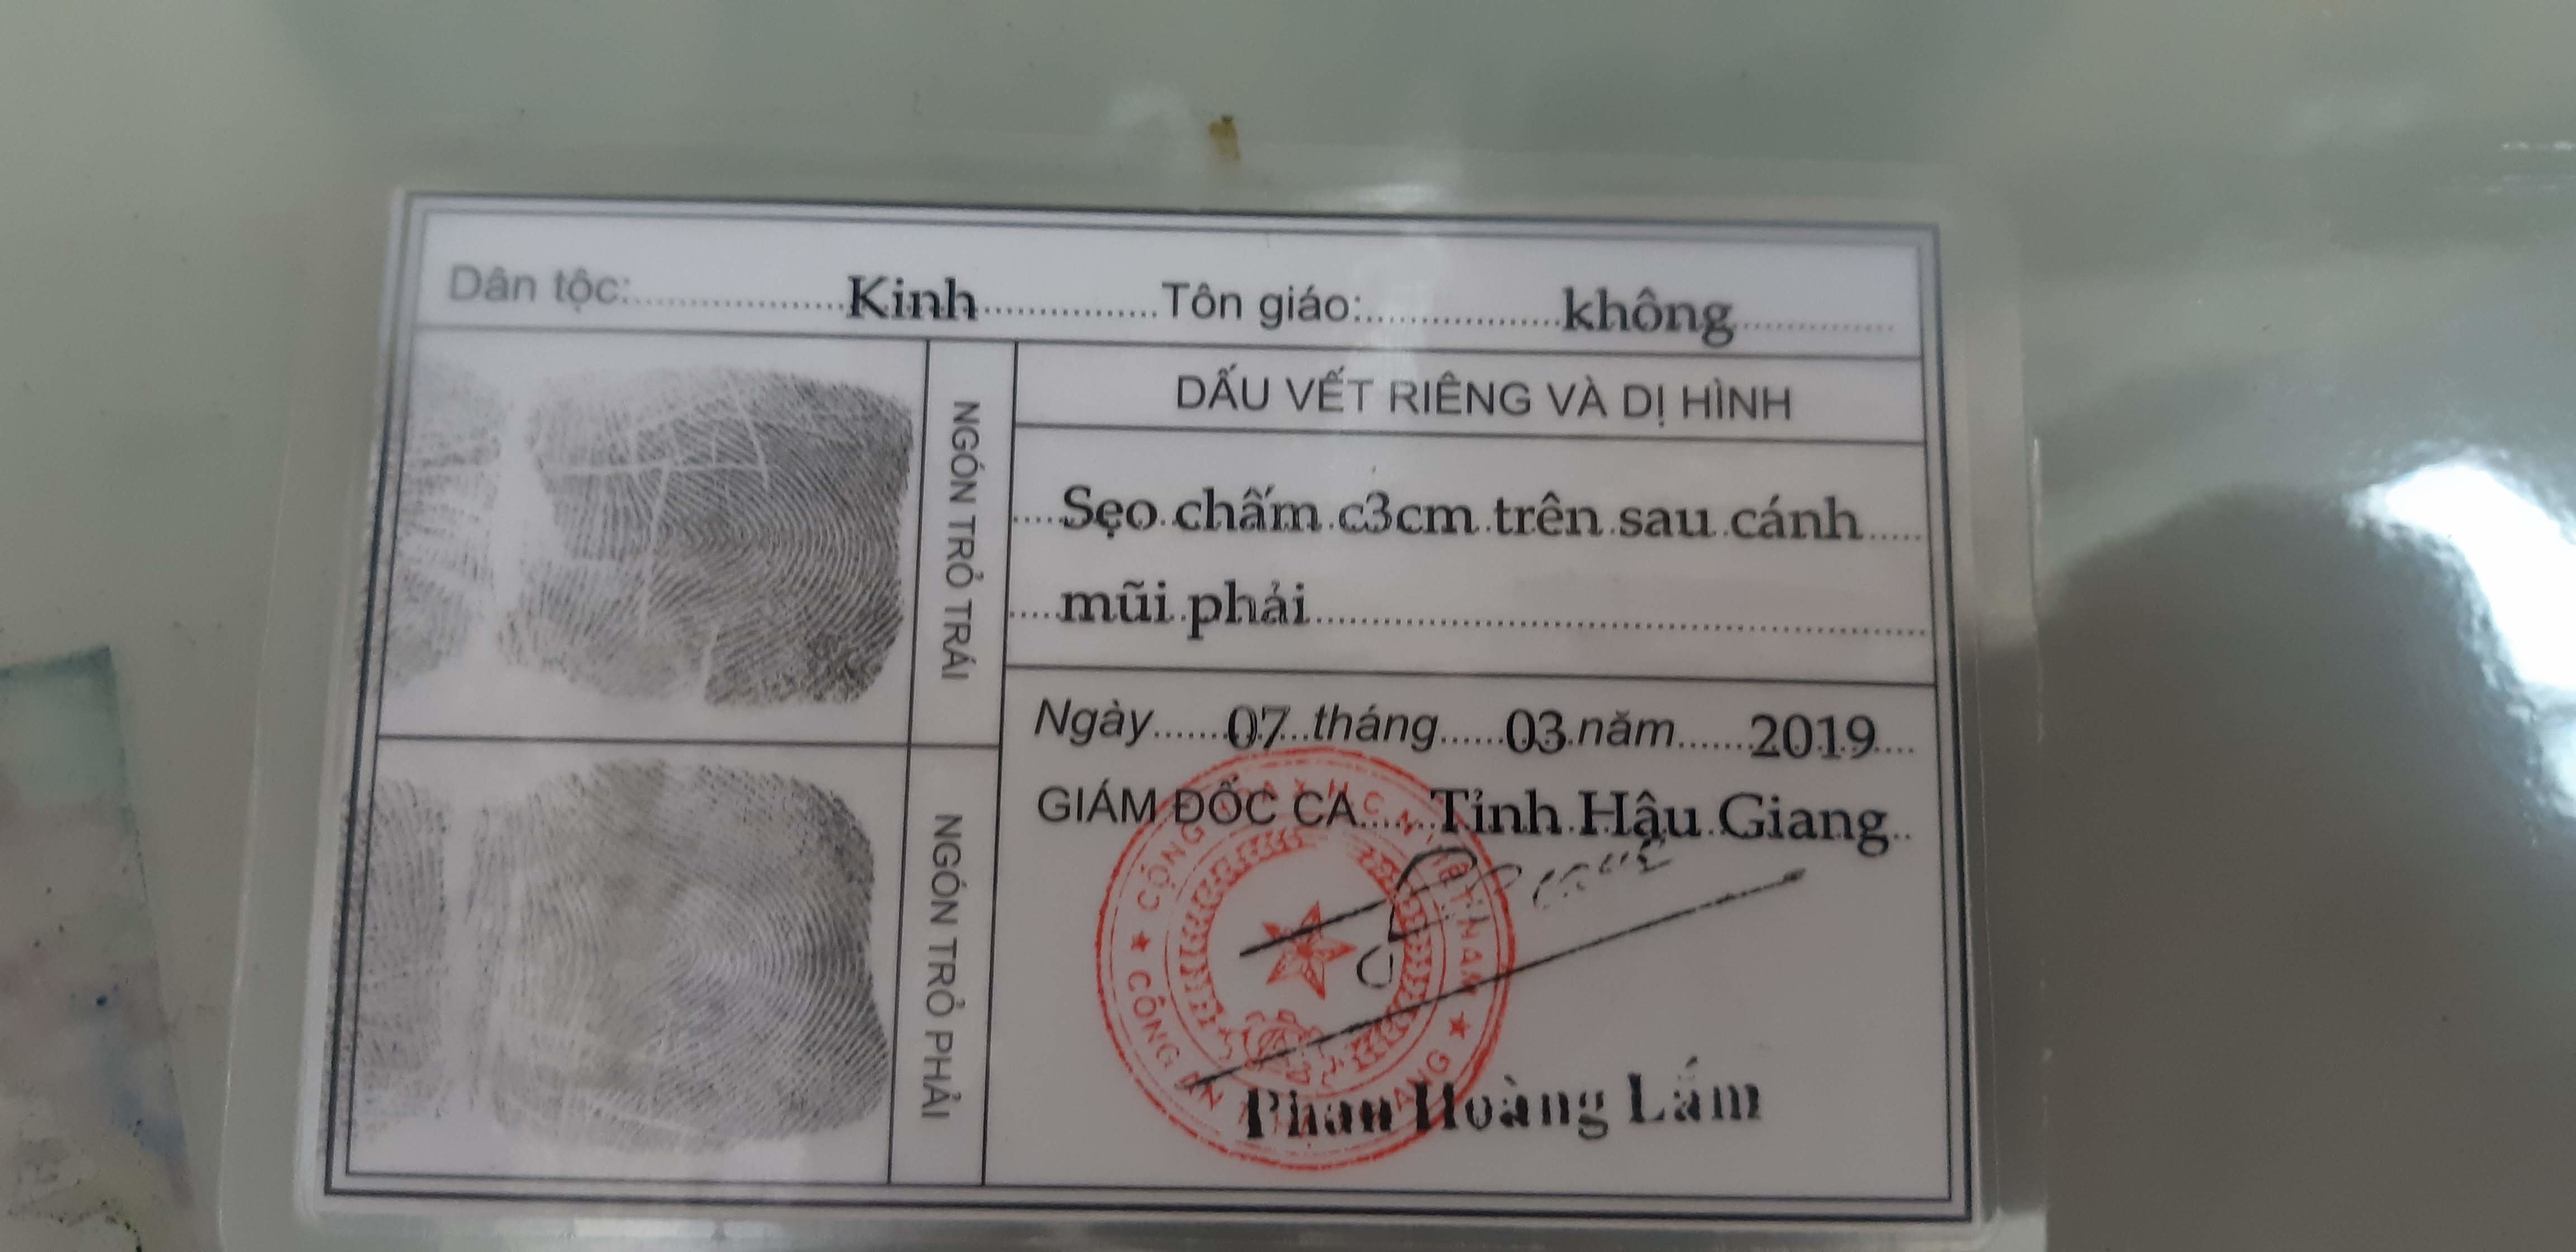 Dân tộc: Kinh Tôn giáo: không
NGÓN TRỎ TRÁI
DẤU VẾT RIÊNG VÀ DỊ HÌNH
Sẹo chấm c3cm trên sau cánh
mũi phải
Ngày 07 tháng 03 năm 2019
GIÁM ĐỐC CA Tỉnh Hậu Giang
NGÓN TRỎ PHẢI
Phan Hoàng Lắm